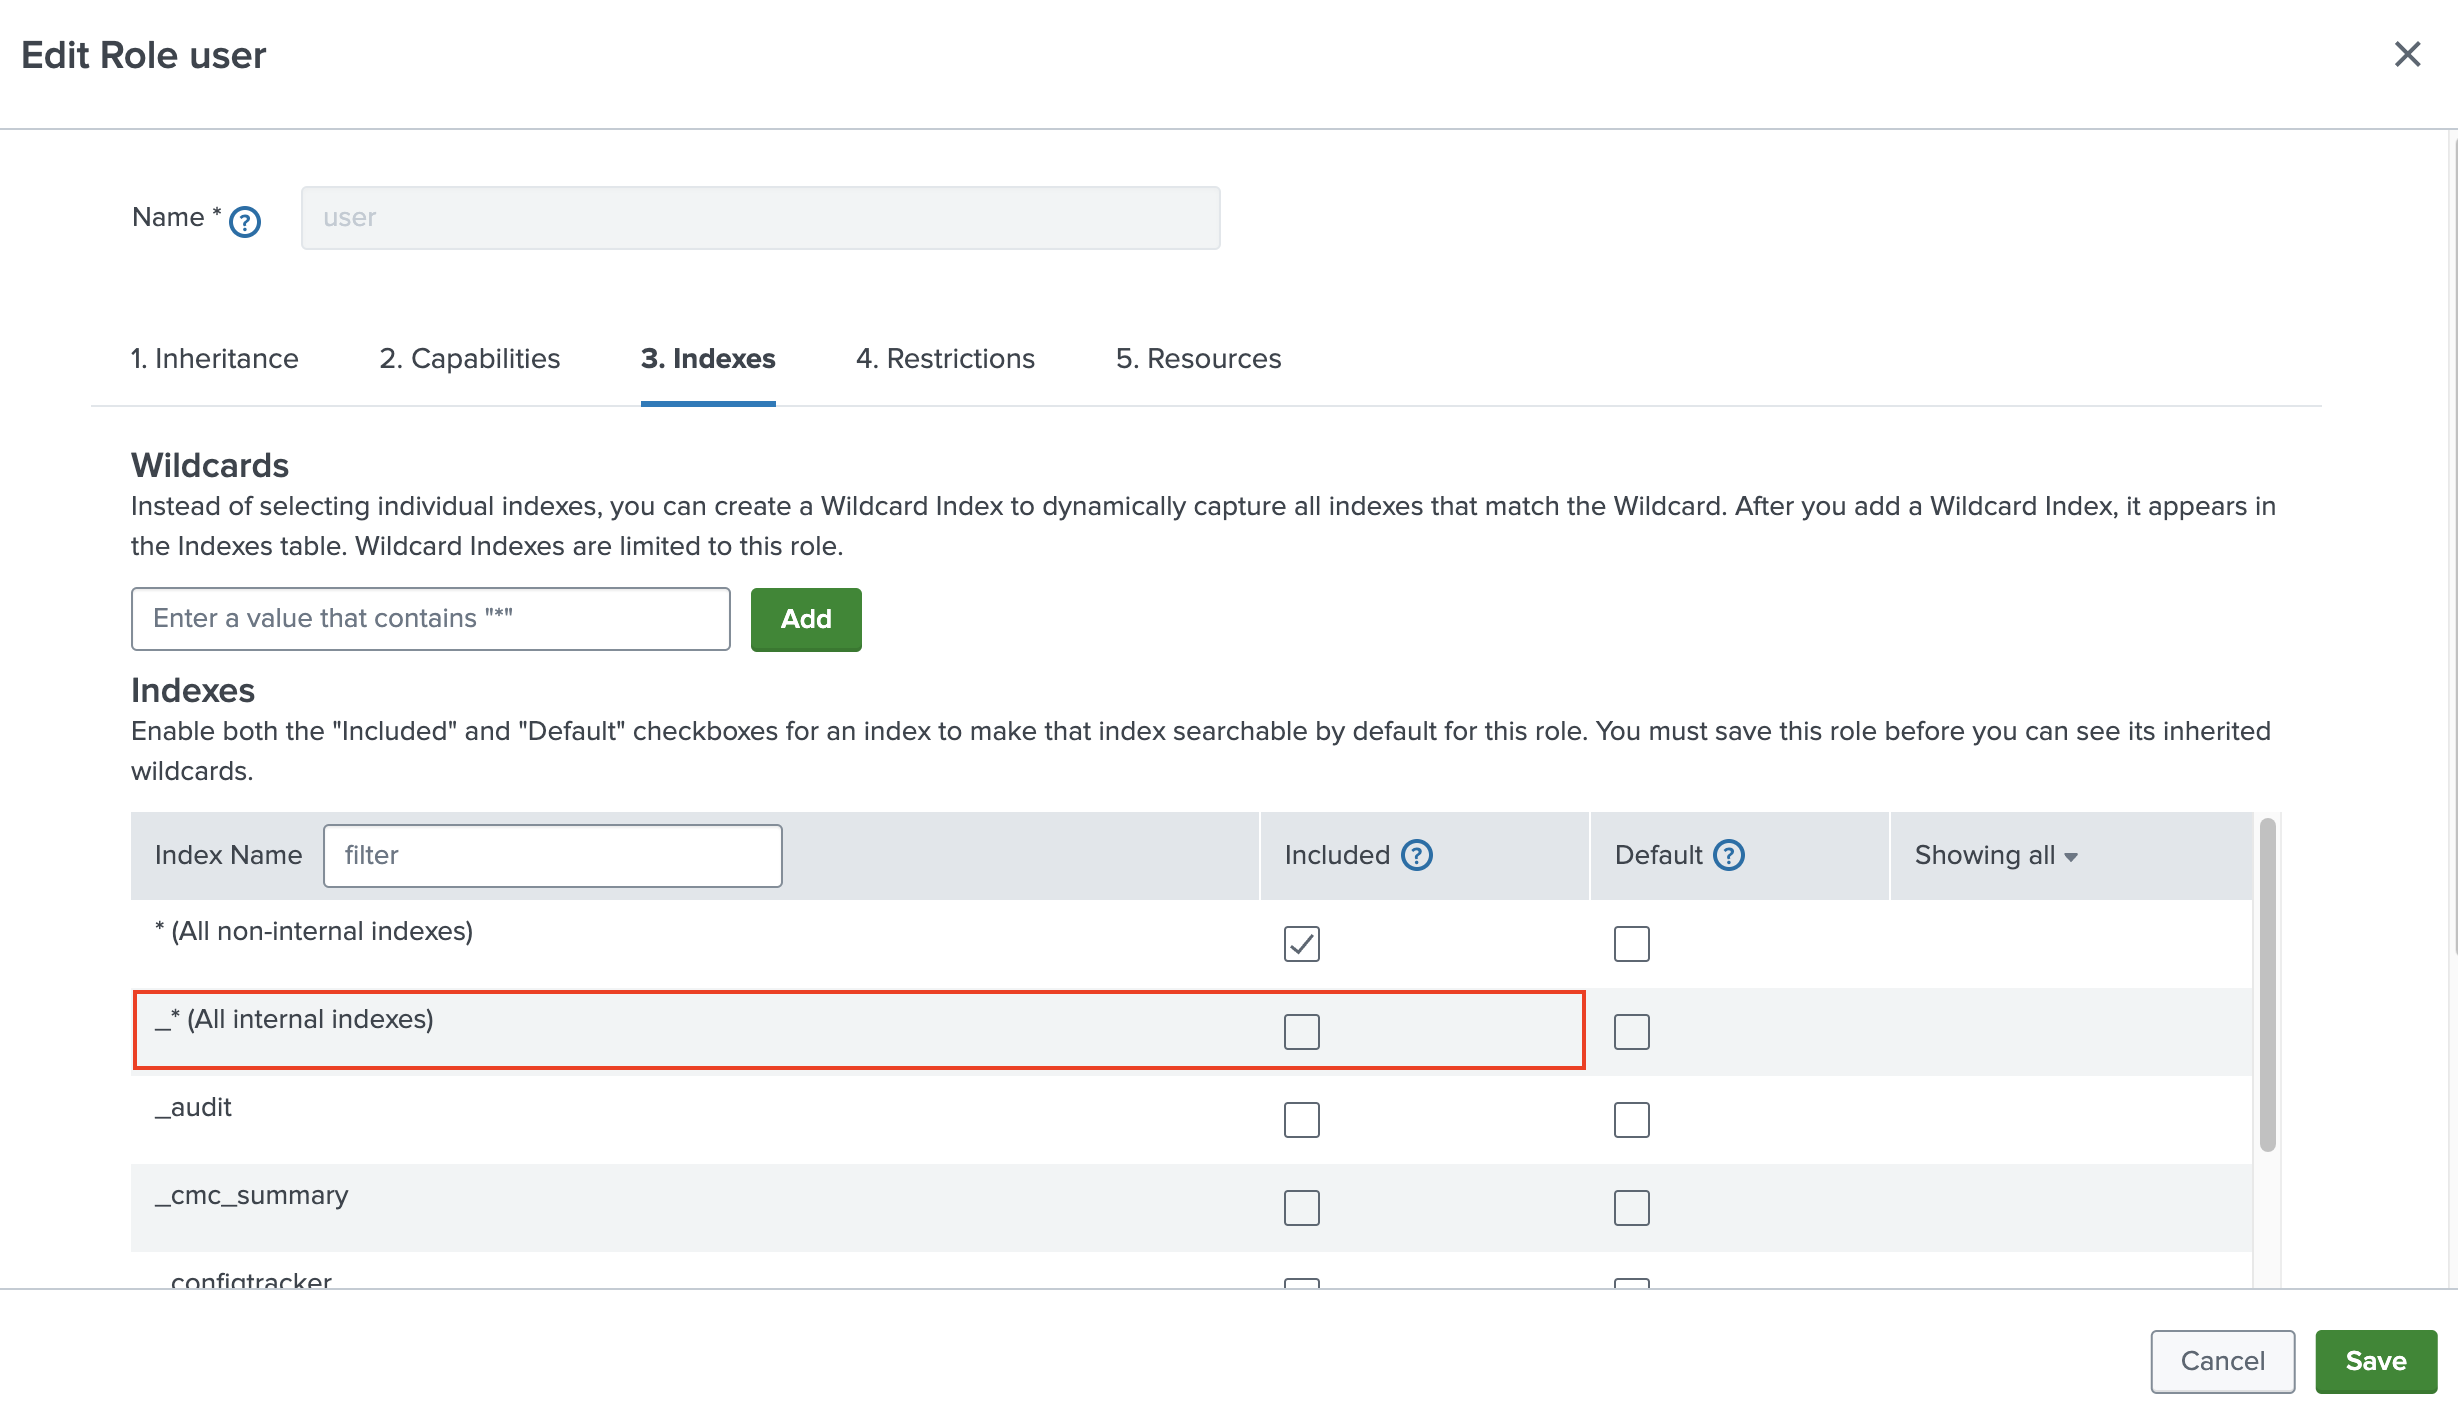 Edit Role user
Name * ?
user
1. Inheritance 2. Capabilities 3. Indexes 4. Restrictions 5. Resources
Wildcards
Instead of selecting individual indexes, you can create a Wildcard Index to dynamically capture all indexes that match the Wildcard. After you add a Wildcard Index, it appears in
the Indexes table. Wildcard Indexes are limited to this role.
Enter a value that contains "*" Add
Indexes
Enable both the "Included" and "Default" checkboxes for an index to make that index searchable by default for this role. You must save this role before you can see its inherited
wildcards.
Index Name filter Included ? Default ? Showing all
* (All non-internal indexes)
_* (All internal indexes)
_audit
_cmc_summary
_configtracker
Cancel Save